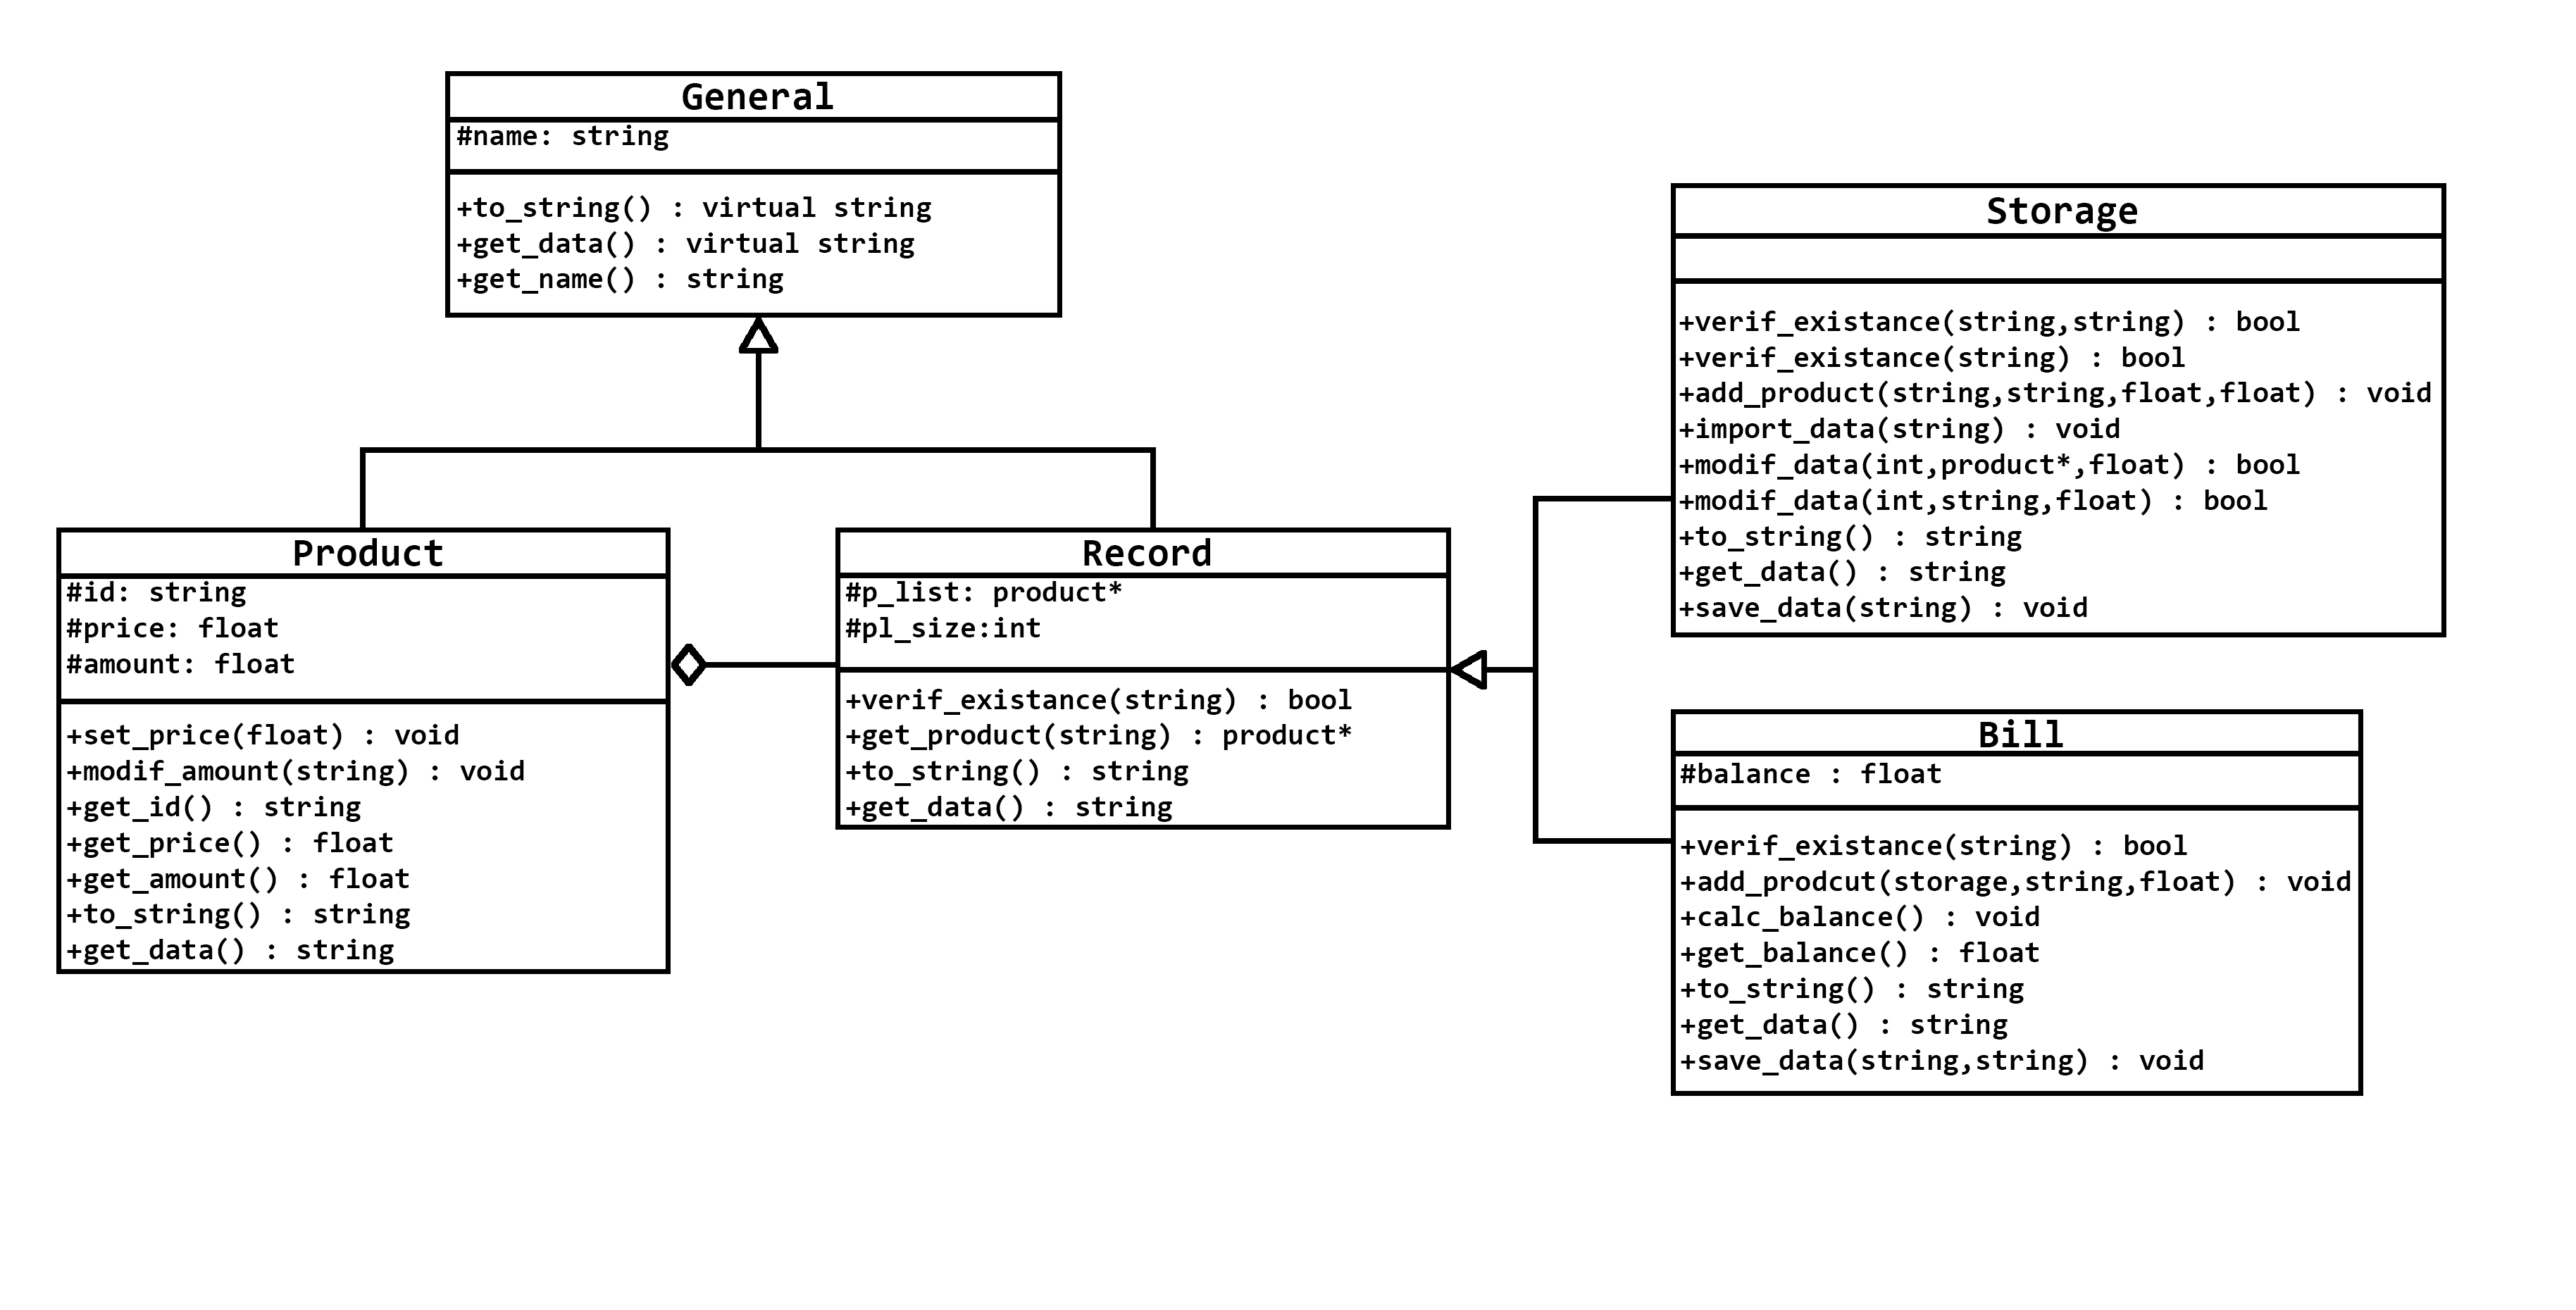 General
#name: string
+to_string() : virtual string
+get_data() : virtual string
+get_name() : string
Product
#id: string
#price: float
#amount: float
+set_price(float) : void
+modif_amount(string) : void
+get_id() : string
+get_price() : float
+get_amount() : float
+to_string() : string
+get_data() : string
Record
#p_list: product*
#pl_size:int
+verif_existance(string) : bool
+get_product(string) : product*
+to_string() : string
+get_data() : string
Storage
+verif_existance(string,string) : bool
+verif_existance(string) : bool
+add_product(string,string,float,float) : void
+import_data(string) : void
+modif_data(int,product*,float) : bool
+modif_data(int,string,float) : bool
+to_string() : string
+get_data() : string
+save_data(string) : void
Bill
#balance : float
+verif_existance(string) : bool
+add_prodcut(storage,string,float) : void
+calc_balance() : void
+get_balance() : float
+to_string() : string
+get_data() : string
+save_data(string,string) : void